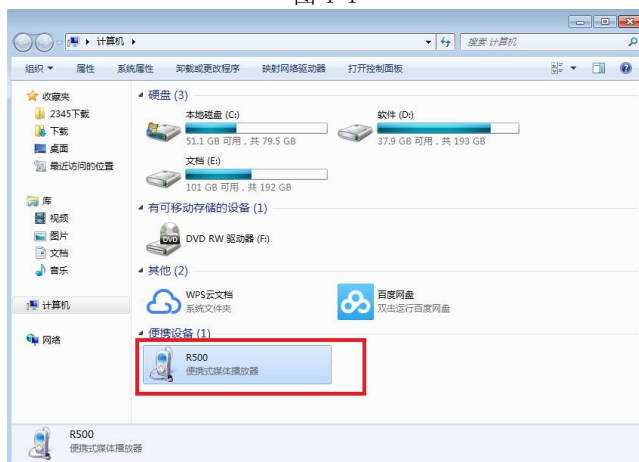 图 1-1
计算机
搜索 计算机
组织 属性 系统属性 卸载或更改程序 映射网络驱动器 打开控制面板
收藏夹
2345下载
下载
桌面
最近访问的位置
库
视频
图片
文档
音乐
计算机
网络
硬盘 (3)
本地磁盘 (C:)
51.1 GB 可用，共 79.5 GB
软件 (D:)
37.9 GB 可用，共 193 GB
文档 (E:)
101 GB 可用，共 192 GB
有可移动存储的设备 (1)
DVD RW 驱动器 (F:)
其他 (2)
WPS云文档
系统文件夹
百度网盘
双击运行百度网盘
便携设备 (1)
R500
便携式媒体播放器
R500
便携式媒体播放器